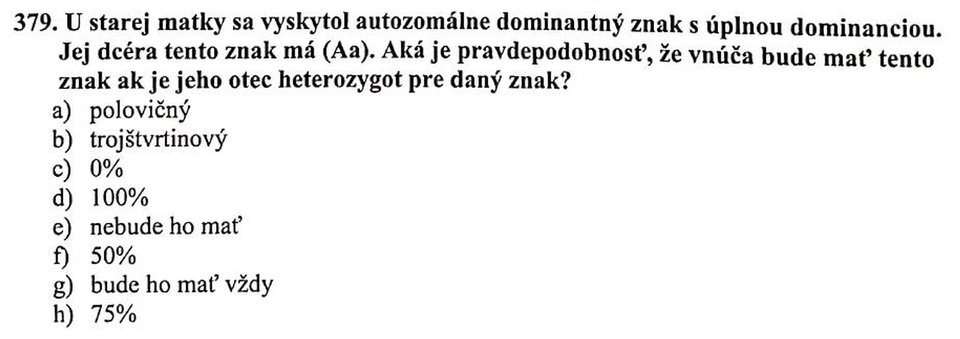 379. U starej matky sa vyskytol autozomálne dominantný znak s úplnou dominanciou.
Jej dcéra tento znak má (Aa). Aká je pravdepodobnosť, že vnúča bude mať tento
znak ak je jeho otec heterozygot pre daný znak?
a) polovičný
b) trojštvrtinový
c) 0%
d) 100%
e) nebude ho mať
f) 50%
g) bude ho mať vždy
h) 75%